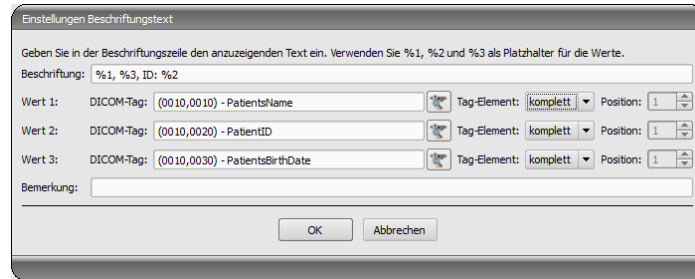 Einstellungen Beschriftungstext
Geben Sie in der Beschriftungszeile den anzuzeigenden Text ein. Verwenden Sie %1, %2 und %3 als Platzhalter für die Werte.
Beschriftung: %1, %3, ID: %2
Wert 1: DICOM-Tag: (0010,0010) - PatientsName Tag-Element: komplett Position: 1
Wert 2: DICOM-Tag: (0010,0020) - PatientID Tag-Element: komplett Position: 1
Wert 3: DICOM-Tag: (0010,0030) - PatientsBirthDate Tag-Element: komplett Position: 1
Bemerkung:
OK Abbrechen